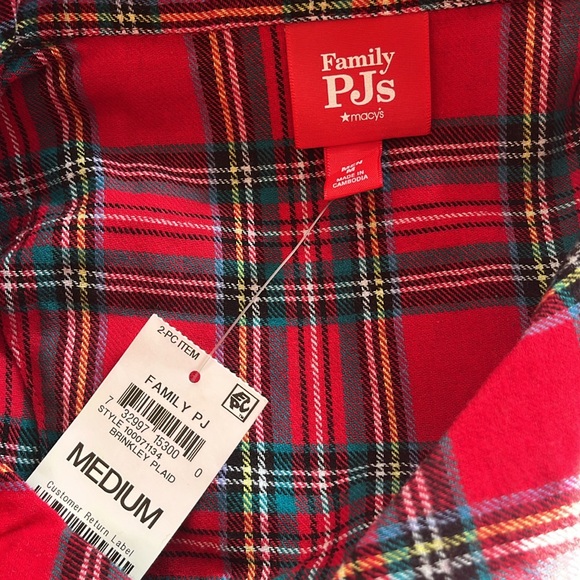 Family
PJs
★macy's
MEN
M
MADE IN
CAMBODIA
2-PC ITEM
FAMILY PJ
7 32997 15300 0
STYLE 100071134
BRINKLEY PLAID
MEDIUM
Customer Return Label